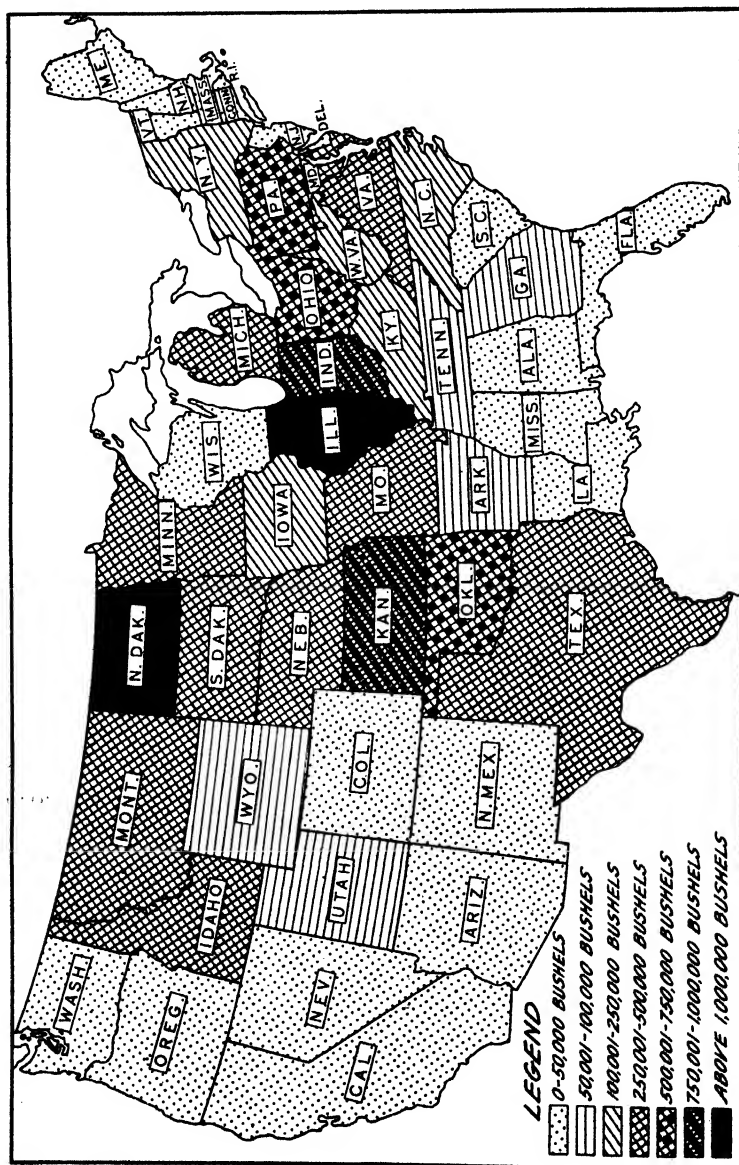 WASH.
OREG.
CAL.
NEV.
IDAHO
MONT.
WYO.
UTAH
ARIZ.
COL.
N.MEX.
N.DAK.
S.DAK.
NEB.
KAN.
OKL.
TEX.
MINN.
IOWA
MO.
ARK.
LA.
WIS.
ILL.
MICH.
IND.
OHIO
KY.
TENN.
MISS.
ALA.
GA.
FLA.
S.C.
N.C.
VA.
W.VA.
MD.
DEL.
PA.
N.J.
N.Y.
CONN.
R.I.
MASS.
VT.
N.H.
ME.
LEGEND
0-50,000 BUSHELS
50,001-100,000 BUSHELS
100,001-250,000 BUSHELS
250,001-500,000 BUSHELS
500,001-750,000 BUSHELS
750,001-1,000,000 BUSHELS
ABOVE 1,000,000 BUSHELS